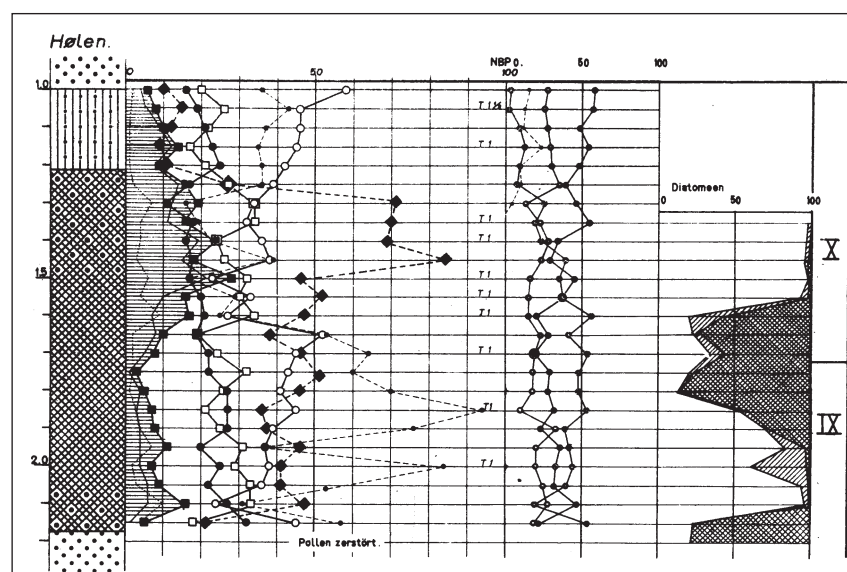 Hølen.
0 50 NBP 0. 100 50 100
1.0
T 1½
T 1
Diatomeen
0 50 100
T 1
T 1
X
1.5
T 1
T 1
T 1
T 1
T 1
IX
2.0
T 1
Pollen zerstört.